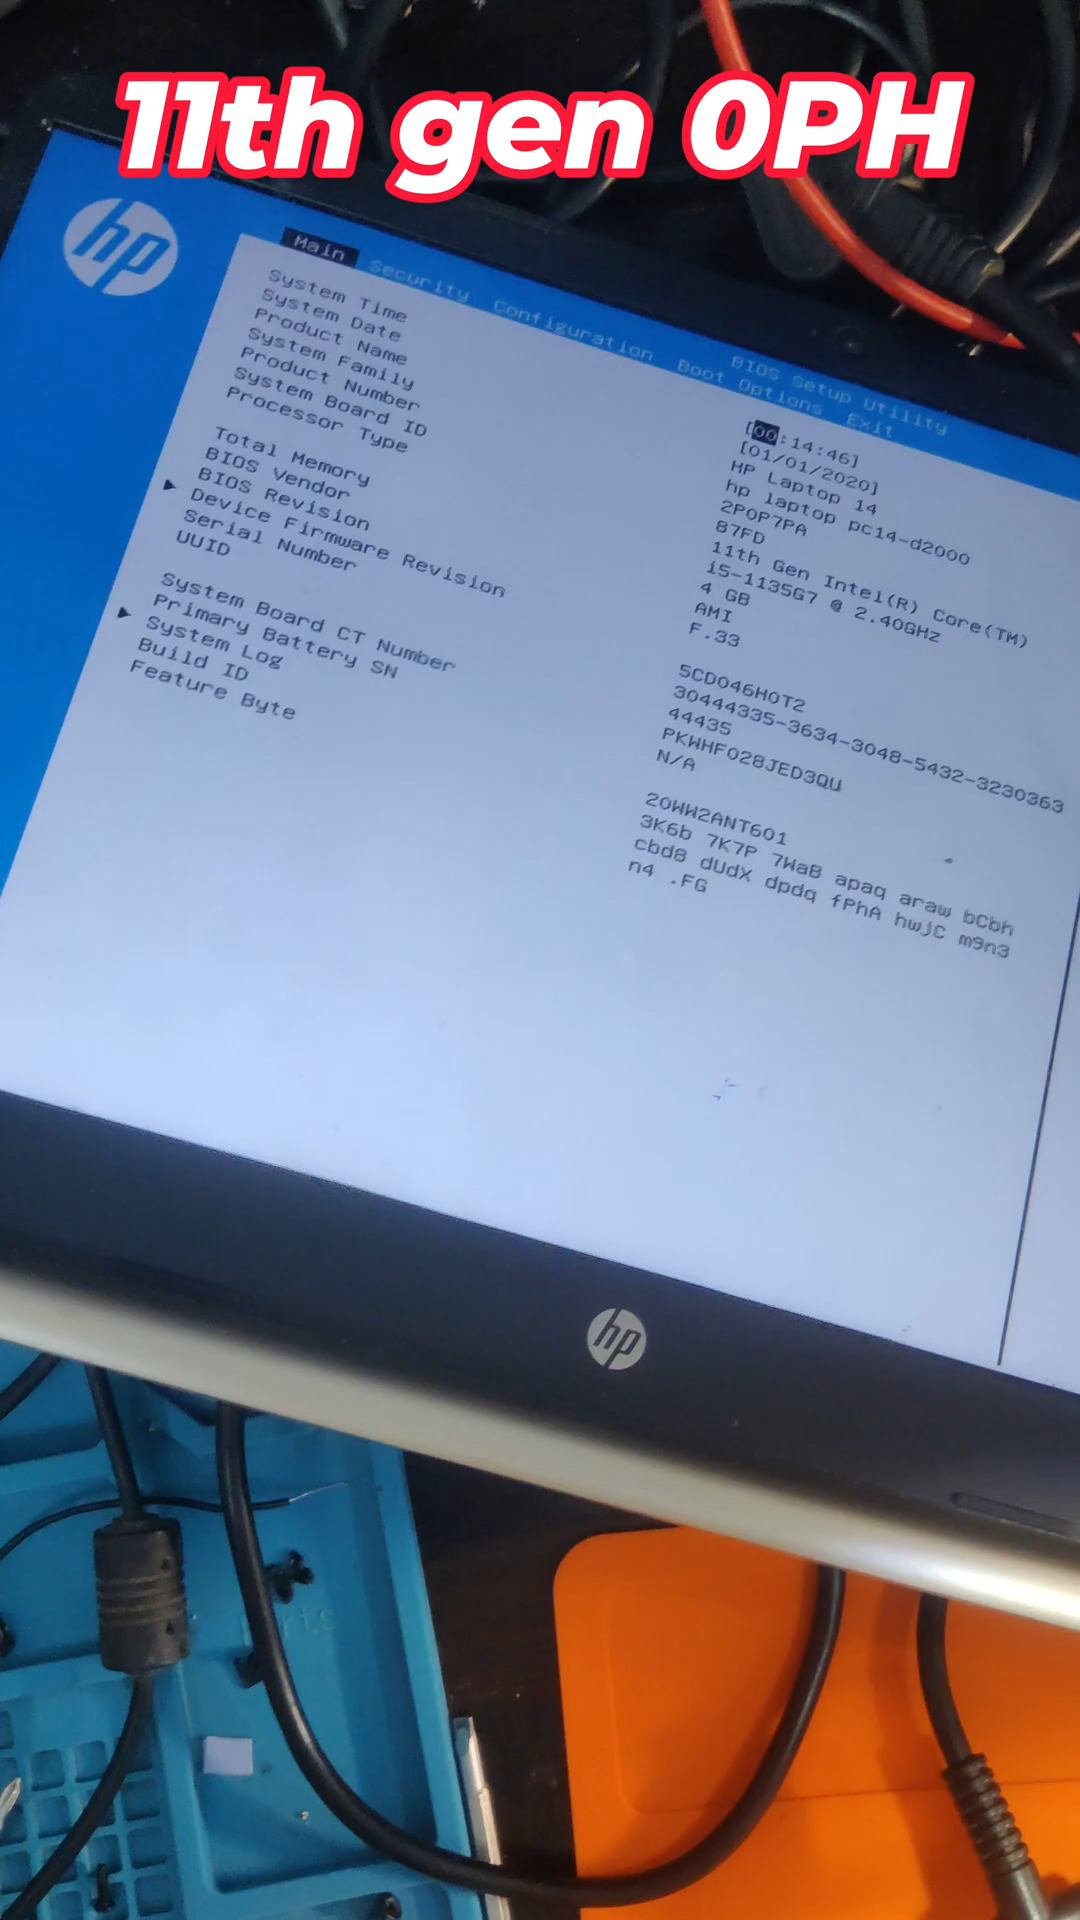 11th gen 0PH
hp
BIOS Setup Utility
Main Security Configuration Boot Options Exit
System Time [00:14:46]
System Date [01/01/2020]
Product Name HP Laptop 14
System Family hp laptop pc14-d2000
Product Number 2P0P7PA
System Board ID 87FD
Processor Type 11th Gen Intel(R) Core(TM)
i5-1135G7 @ 2.40GHz
Total Memory 4 GB
BIOS Vendor AMI
BIOS Revision F.33
Device Firmware Revision
Serial Number 5CD046H0T2
UUID 30444335-3634-3048-5432-3230363
44435
System Board CT Number PKWHF028JED3QU
Primary Battery SN N/A
System Log
Build ID 20WW2ANT601
Feature Byte 3K6b 7K7P 7WaB apaq araw bCbh
cbd8 dUdX dpdq fPhA hwjC m9n3
n4 .FG
hp